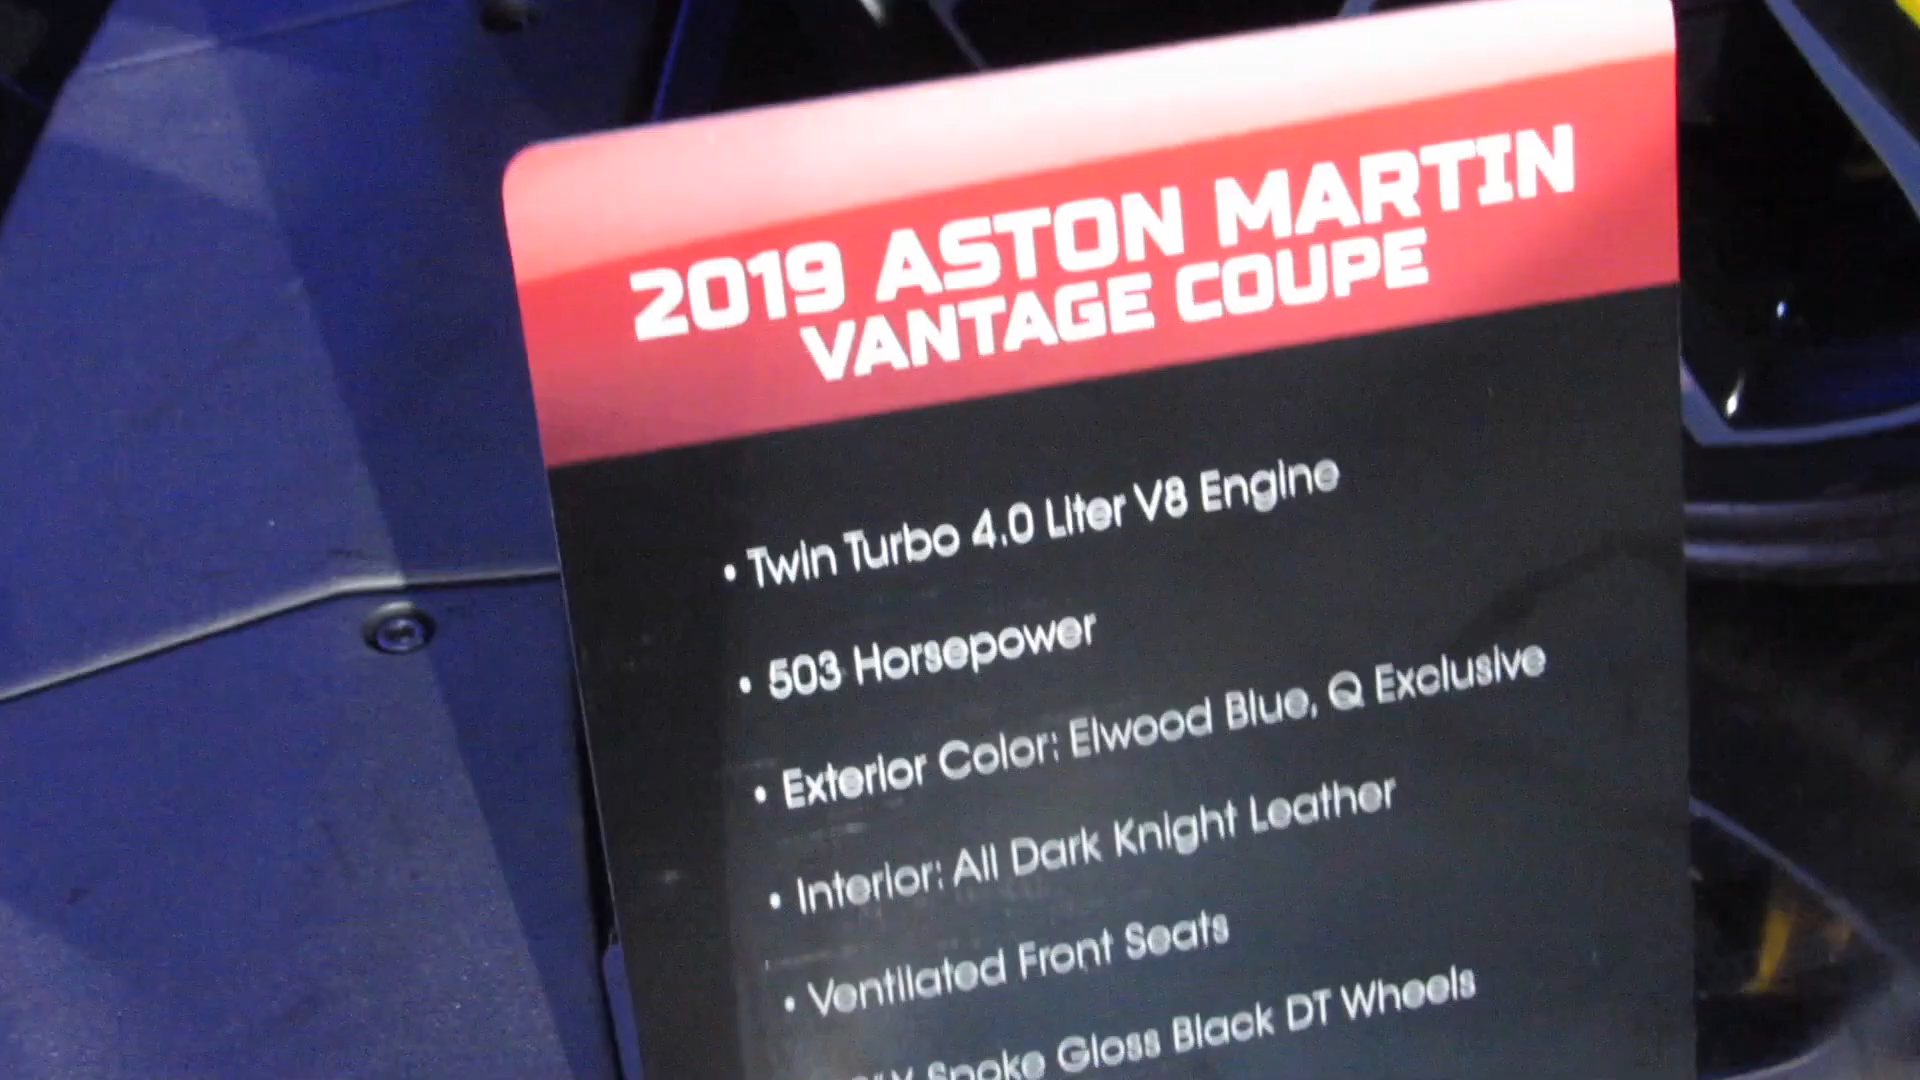 2019 ASTON MARTIN
VANTAGE COUPE
• Twin Turbo 4.0 Liter V8 Engine
• 503 Horsepower
• Exterior Color: Elwood Blue, Q Exclusive
• Interior: All Dark Knight Leather
• Ventilated Front Seats
Spoke Gloss Black DT Wheels